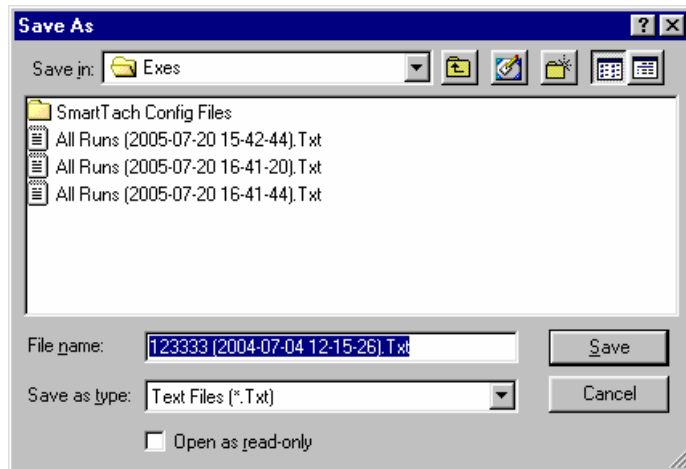 Save As
Save in: Exes
SmartTach Config Files
All Runs (2005-07-20 15-42-44).Txt
All Runs (2005-07-20 16-41-20).Txt
All Runs (2005-07-20 16-41-44).Txt
File name: 123333 (2004-07-04 12-15-26).Txt Save
Save as type: Text Files (*.Txt) Cancel
Open as read-only